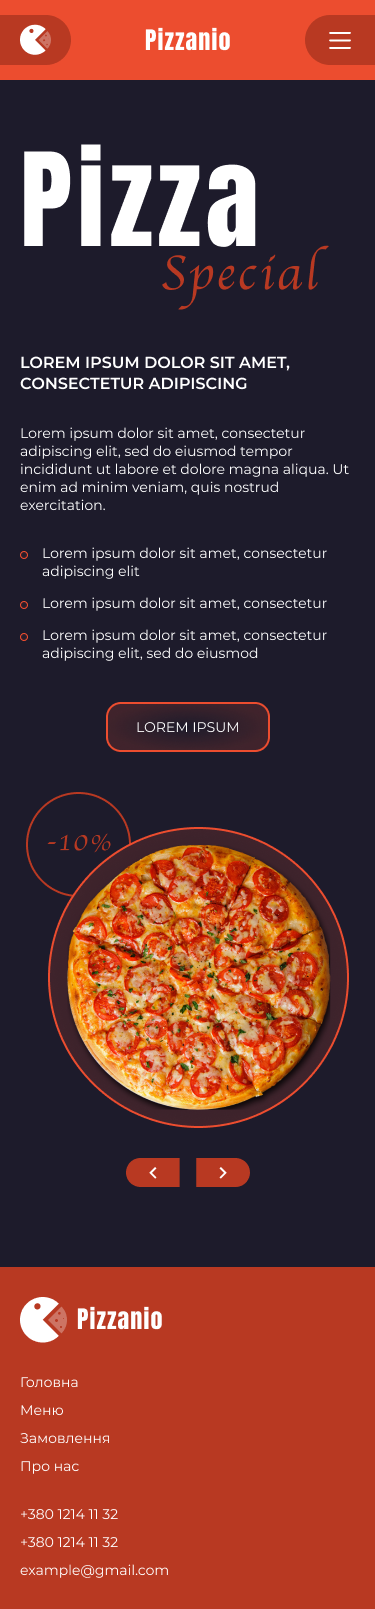 Pizzanio
Pizza
Special
LOREM IPSUM DOLOR SIT AMET,
CONSECTETUR ADIPISCING
Lorem ipsum dolor sit amet, consectetur
adipiscing elit, sed do eiusmod tempor
incididunt ut labore et dolore magna aliqua. Ut
enim ad minim veniam, quis nostrud
exercitation.
Lorem ipsum dolor sit amet, consectetur
adipiscing elit
Lorem ipsum dolor sit amet, consectetur
Lorem ipsum dolor sit amet, consectetur
adipiscing elit, sed do eiusmod
LOREM IPSUM
-10%
Pizzanio
Головна
Меню
Замовлення
Про нас
+380 1214 11 32
+380 1214 11 32
example@gmail.com